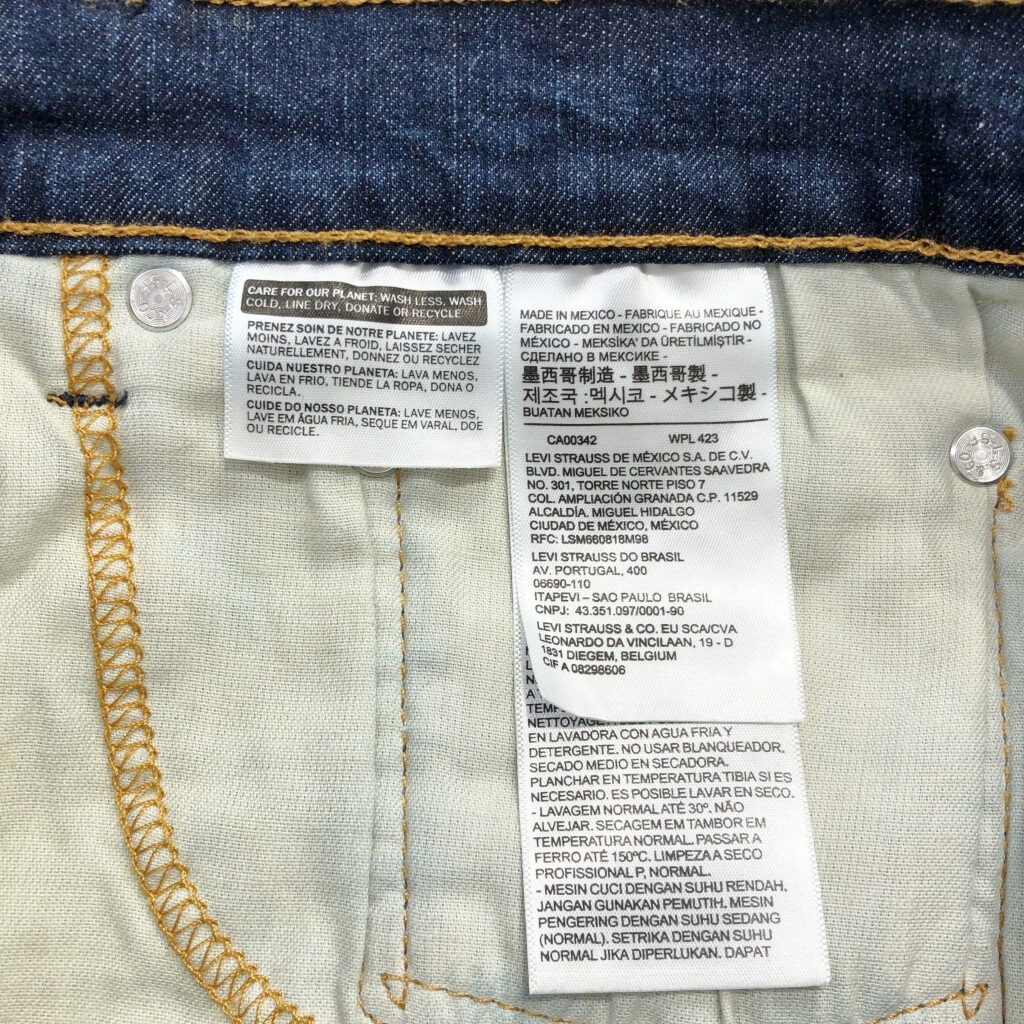 CARE FOR OUR PLANET: WASH LESS, WASH
COLD, LINE DRY, DONATE OR RECYCLE
PRENEZ SOIN DE NOTRE PLANETE: LAVEZ
MOINS, LAVEZ A FROID, LAISSEZ SECHER
NATURELLEMENT, DONNEZ OU RECYCLEZ
CUIDA NUESTRO PLANETA: LAVA MENOS,
LAVA EN FRIO, TIENDE LA ROPA, DONA O
RECICLA.
CUIDE DO NOSSO PLANETA: LAVE MENOS,
LAVE EM ÁGUA FRIA, SEQUE EM VARAL, DOE
OU RECICLE.
MADE IN MEXICO - FABRIQUE AU MEXIQUE -
FABRICADO EN MEXICO - FABRICADO NO
MÉXICO - MEKSİKA' DA ÜRETİLMİŞTİR -
СДЕЛАНО В МЕКСИКЕ -
墨西哥制造 - 墨西哥製 -
제조국 :멕시코 - メキシコ製 -
BUATAN MEKSIKO
CA00342 WPL 423
LEVI STRAUSS DE MÉXICO S.A. DE C.V.
BLVD. MIGUEL DE CERVANTES SAAVEDRA
NO. 301, TORRE NORTE PISO 7
COL. AMPLIACIÓN GRANADA C.P. 11529
ALCALDÍA. MIGUEL HIDALGO
CIUDAD DE MÉXICO, MÉXICO
RFC: LSM660818M98
LEVI STRAUSS DO BRASIL
AV. PORTUGAL, 400
06690-110
ITAPEVI – SAO PAULO BRASIL
CNPJ: 43.351.097/0001-90
LEVI STRAUSS & CO. EU SCA/CVA
LEONARDO DA VINCILAAN, 19 - D
1831 DIEGEM, BELGIUM
CIF A 08298606
NETTOYAGE
EN LAVADORA CON AGUA FRIA Y
DETERGENTE. NO USAR BLANQUEADOR.
SECADO MEDIO EN SECADORA.
PLANCHAR EN TEMPERATURA TIBIA SI ES
NECESARIO. ES POSIBLE LAVAR EN SECO.
- LAVAGEM NORMAL ATÉ 30º. NÃO
ALVEJAR. SECAGEM EM TAMBOR EM
TEMPERATURA NORMAL. PASSAR A
FERRO ATÉ 150ºC. LIMPEZA A SECO
PROFISSIONAL P, NORMAL.
- MESIN CUCI DENGAN SUHU RENDAH.
JANGAN GUNAKAN PEMUTIH. MESIN
PENGERING DENGAN SUHU SEDANG
(NORMAL). SETRIKA DENGAN SUHU
NORMAL JIKA DIPERLUKAN. DAPAT